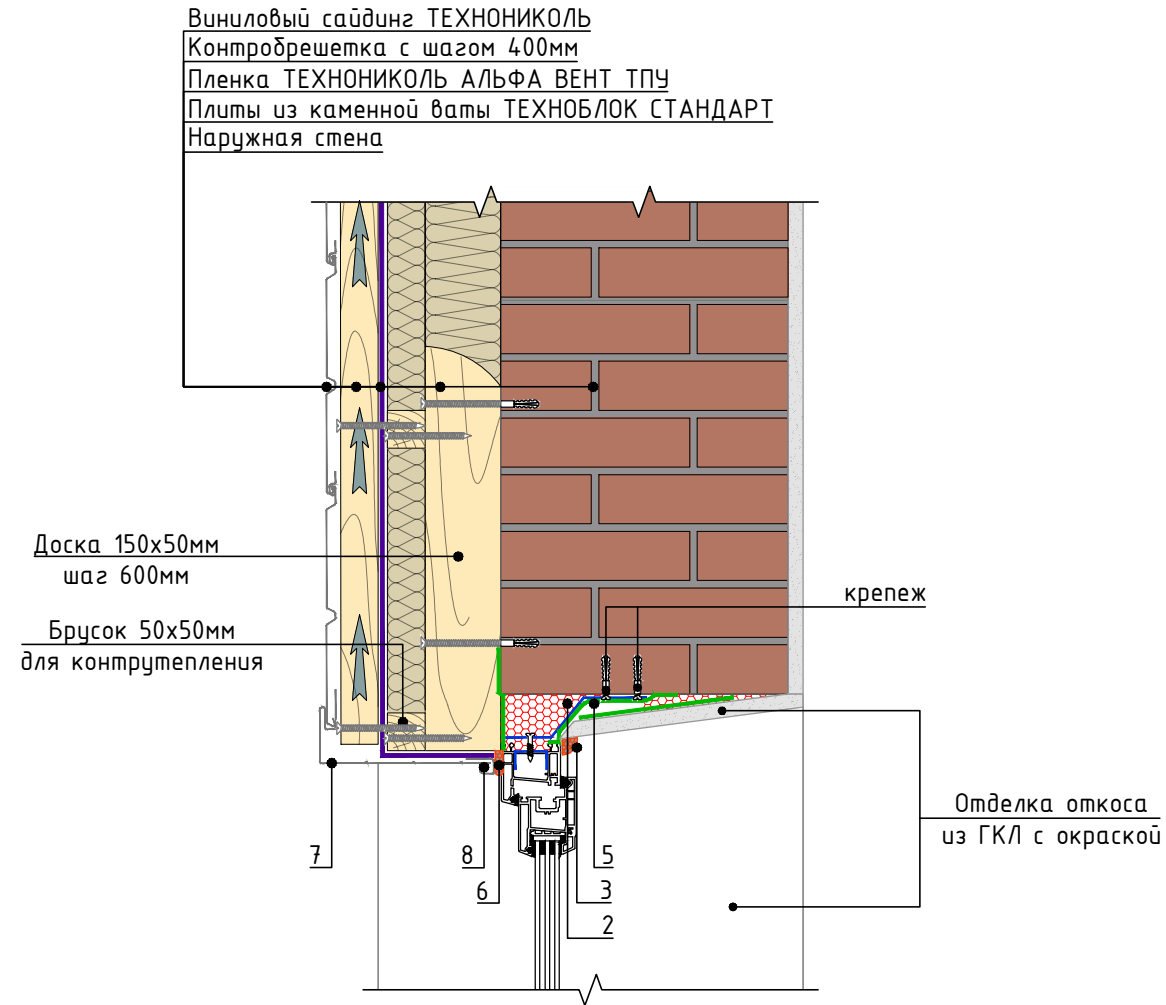 Виниловый сайдинг ТЕХНОНИКОЛЬ
Контробрешетка с шагом 400мм
Пленка ТЕХНОНИКОЛЬ АЛЬФА ВЕНТ ТПУ
Плиты из каменной ваты ТЕХНОБЛОК СТАНДАРТ
Наружная стена
Доска 150х50мм
шаг 600мм
крепеж
Брусок 50х50мм
для контрутепления
Отделка откоса
из ГКЛ с окраской
7
8
5
6
3
2